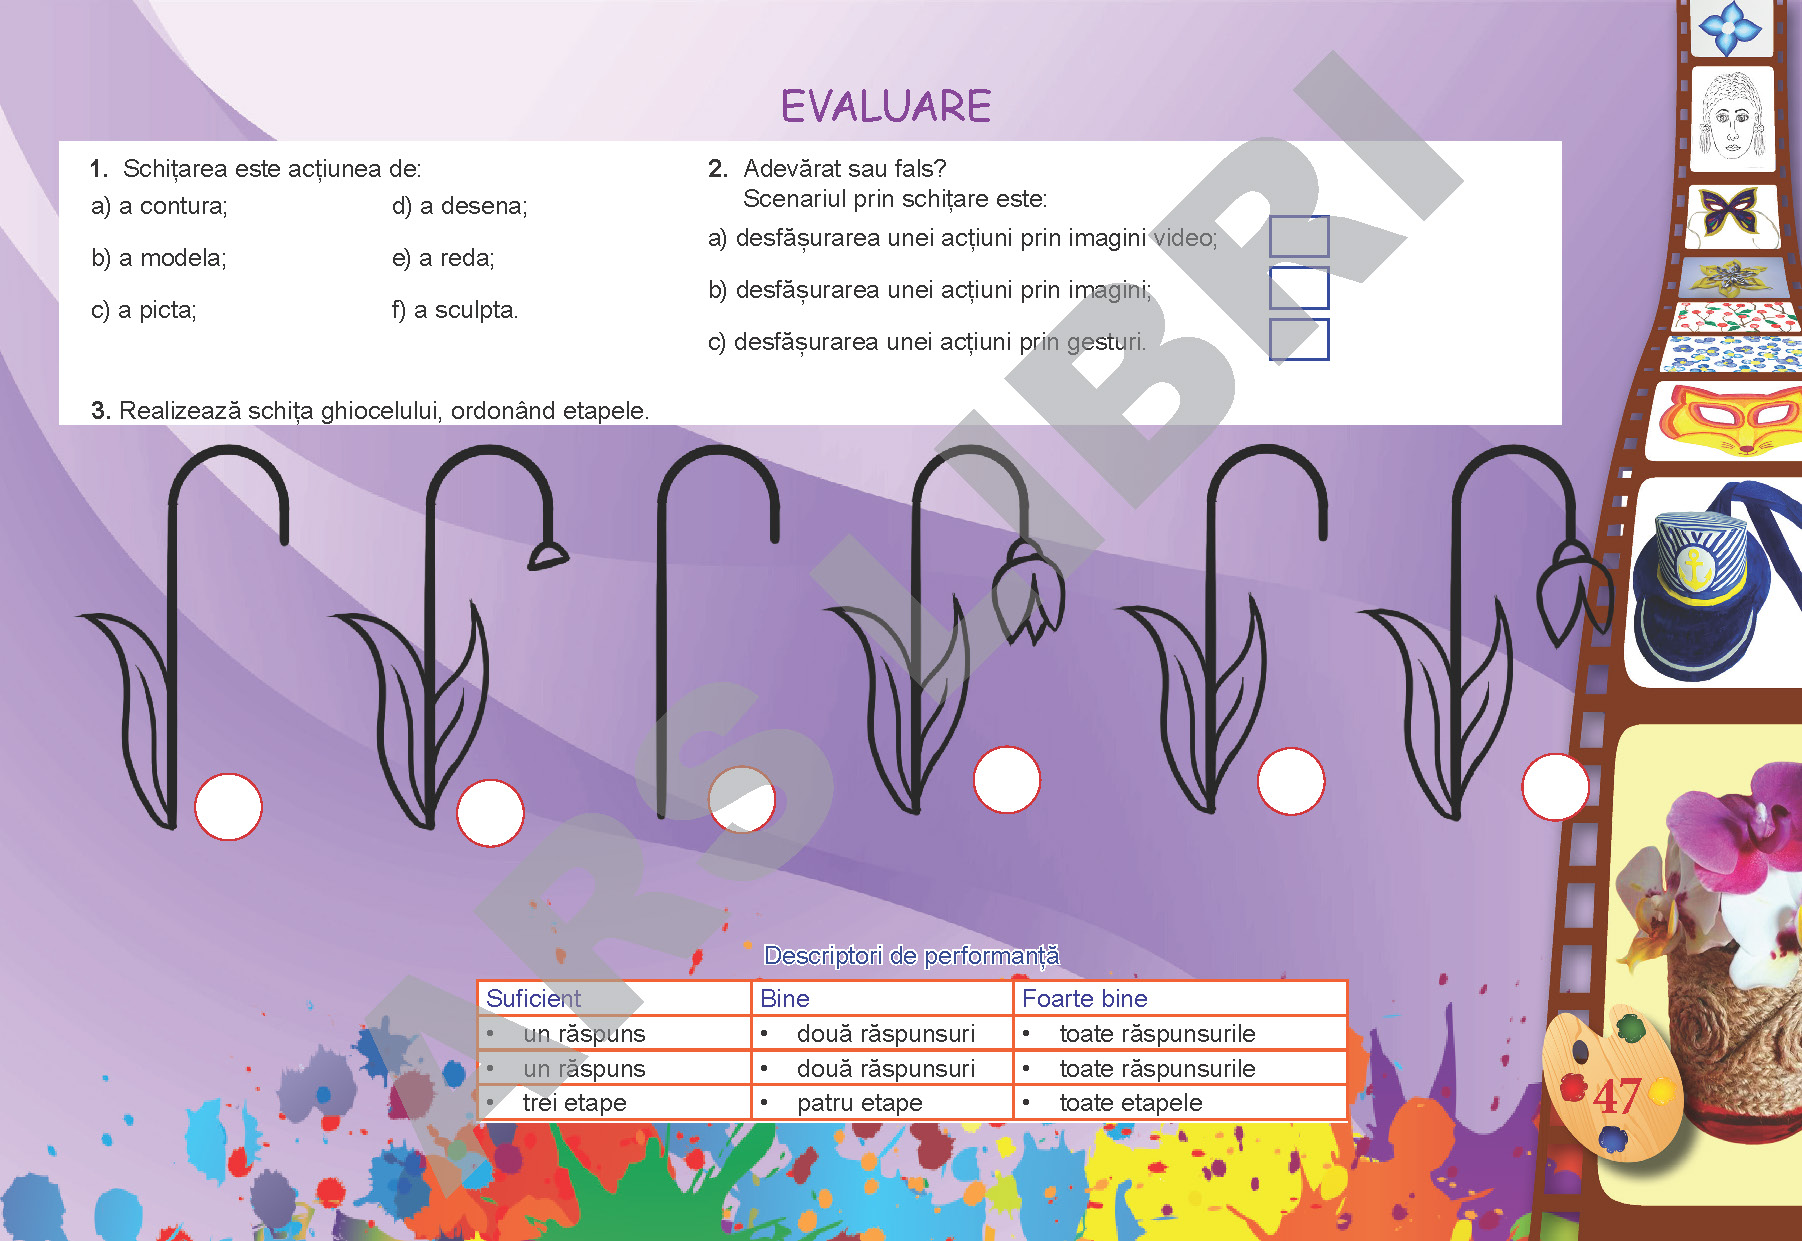 EVALUARE
1. Schițarea este acțiunea de:
a) a contura;
d) a desena;
b) a modela;
e) a reda;
c) a picta;
f) a sculpta.
2. Adevărat sau fals?
Scenariul prin schițare este:
a) desfășurarea unei acțiuni prin imagini video;
b) desfășurarea unei acțiuni prin imagini;
c) desfășurarea unei acțiuni prin gesturi.
3. Realizează schița ghiocelului, ordonând etapele.
ARS LIBRI
Descriptori de performanță
Suficient Bine Foarte bine
• un răspuns • două răspunsuri • toate răspunsurile
• un răspuns • două răspunsuri • toate răspunsurile
• trei etape • patru etape • toate etapele
47